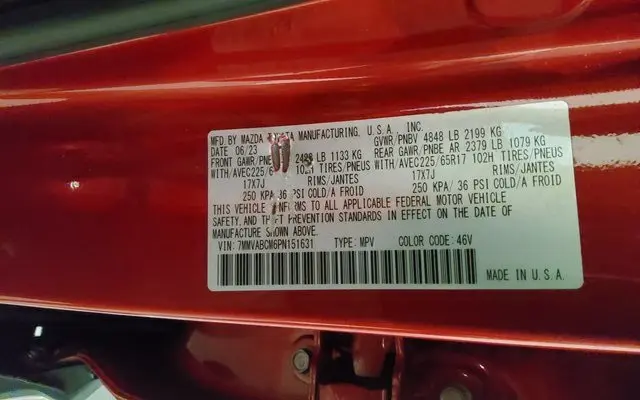 MFD. BY MAZDA MANUFACTURING, U.S.A., INC.
DATE 06/23 GVWR/PNBV 4848 LB 2199 KG
FRONT GAWR/PNBE LB 1133 KG REAR GAWR/PNBE AR 2379 LB 1079 KG
WITH/AVEC225/6 102H TIRES/PNEUS WITH/AVEC225/65R17 102H TIRES/PNEUS
17X7J RIMS/JANTES 17X7J RIMS/JANTES
250 KPA/ 36 PSI COLD/A FROID 250 KPA/ 36 PSI COLD/A FROID
THIS VEHICLE TO ALL APPLICABLE FEDERAL MOTOR VEHICLE
SAFETY, AND PREVENTION STANDARDS IN EFFECT ON THE DATE OF
MANUFACTURE SHOWN ABOVE.
VIN: 7MMVABCM6PN151631 TYPE: MPV COLOR CODE: 46V
MADE IN U.S.A.